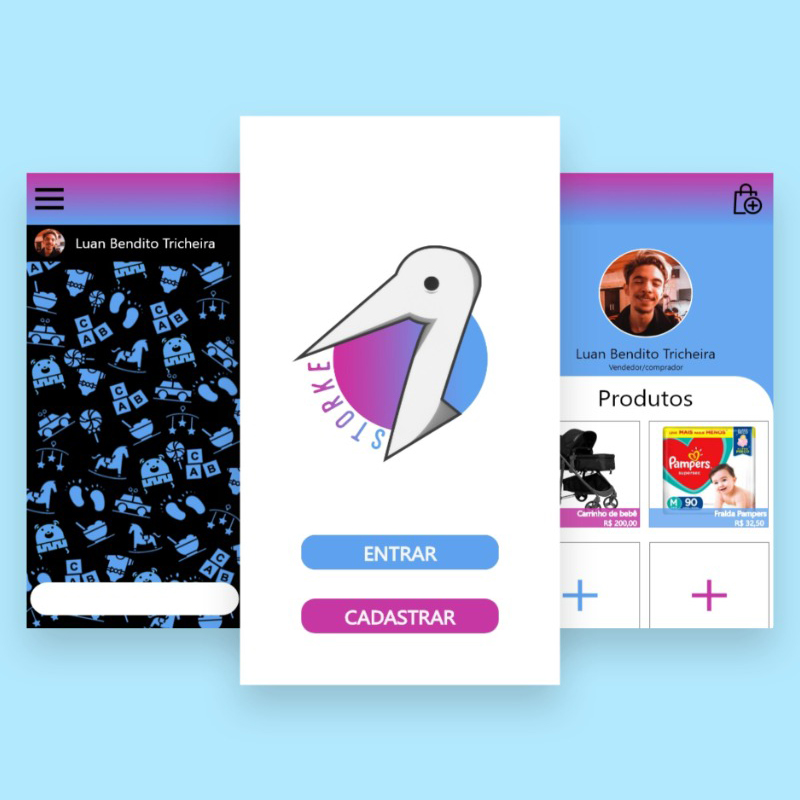 Luan Bendito Tricheira
STORKE
ENTRAR
CADASTRAR
Luan Bendito Tricheira
Vendedor/comprador
Produtos
Carrinho de bebê
R$ 200,00
Pampers
M 90
Fralda Pampers
R$ 32,50